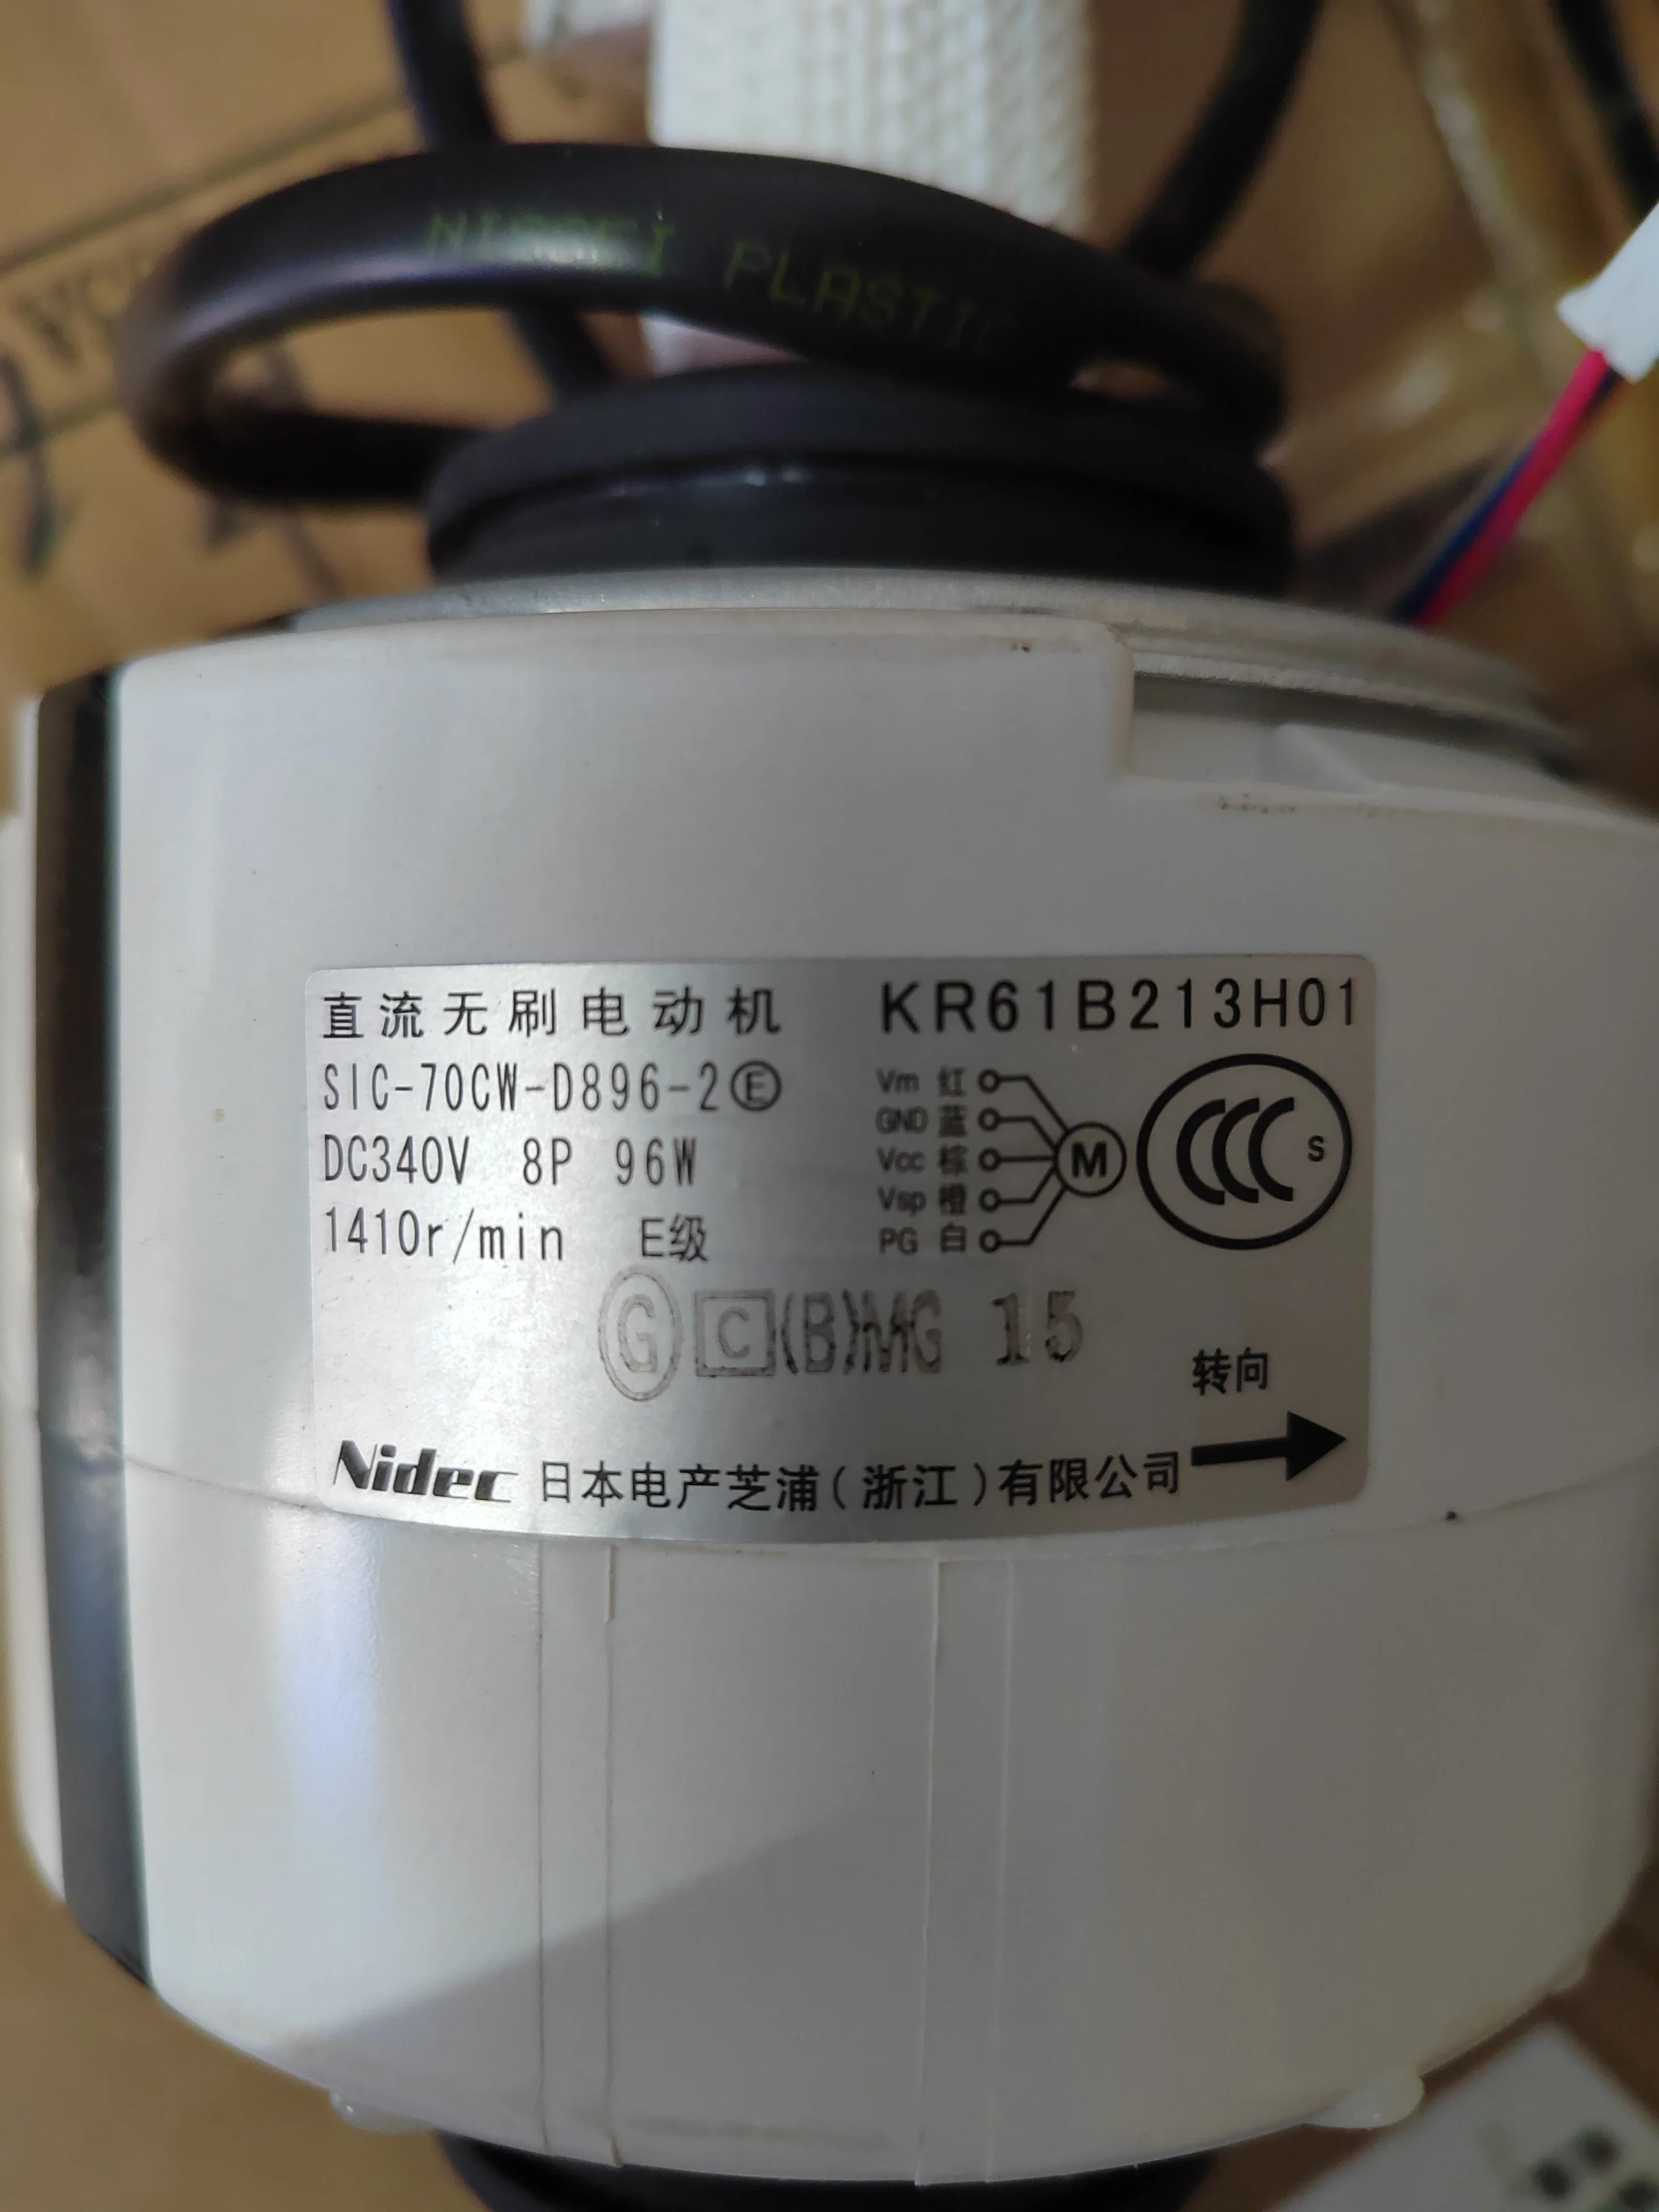 PLASTIC
直流无刷电动机 KR61B213H01
SIC-70CW-D896-2Ⓔ
DC340V 8P 96W
1410r/min E级
Vm 红
GND 蓝
Vcc 棕
Vsp 橙
PG 白
M
CCC S
Ⓖ C (B)MG 15
转向
Nidec 日本电产芝浦(浙江)有限公司